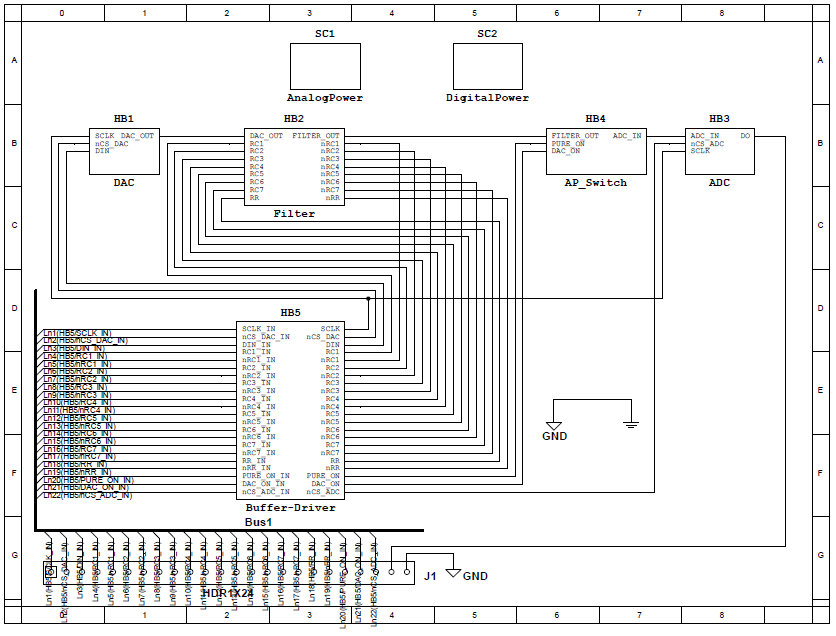 0 1 2 3 4 5 6 7 8
SC1 SC2
A A
AnalogPower DigitalPower
HB1 HB2 HB4 HB3
B B
SCLK DAC_OUT
nCS_DAC
DIN
DAC_OUT FILTER_OUT
RC1 nRC1
RC2 nRC2
RC3 nRC3
RC4 nRC4
RC5 nRC5
RC6 nRC6
RC7 nRC7
RR nRR
FILTER_OUT ADC_IN
PURE_ON
DAC_ON
ADC_IN DO
nCS_ADC
SCLK
DAC AP_Switch ADC
Filter
C C
D D
HB5
SCLK_IN SCLK
nCS_DAC_IN nCS_DAC
DIN_IN DIN
RC1_IN RC1
nRC1_IN nRC1
RC2_IN RC2
nRC2_IN nRC2
RC3_IN RC3
nRC3_IN nRC3
RC4_IN RC4
nRC4_IN nRC4
RC5_IN RC5
nRC5_IN nRC5
RC6_IN RC6
nRC6_IN nRC6
RC7_IN RC7
nRC7_IN nRC7
RR_IN RR
nRR_IN nRR
PURE_ON_IN PURE_ON
DAC_ON_IN DAC_ON
nCS_ADC_IN nCS_ADC
Ln1(HB5/SCLK_IN)
Ln2(HB5/nCS_DAC_IN)
Ln3(HB5/DIN_IN)
Ln4(HB5/RC1_IN)
Ln5(HB5/nRC1_IN)
Ln6(HB5/RC2_IN)
Ln7(HB5/nRC2_IN)
Ln8(HB5/RC3_IN)
Ln9(HB5/nRC3_IN)
Ln10(HB5/RC4_IN)
Ln11(HB5/nRC4_IN)
Ln12(HB5/RC5_IN)
Ln13(HB5/nRC5_IN)
Ln14(HB5/RC6_IN)
Ln15(HB5/nRC6_IN)
Ln16(HB5/RC7_IN)
Ln17(HB5/nRC7_IN)
Ln18(HB5/RR_IN)
Ln19(HB5/nRR_IN)
Ln20(HB5/PURE_ON_IN)
Ln21(HB5/DAC_ON_IN)
Ln22(HB5/nCS_ADC_IN)
E E
GND
F F
Buffer-Driver
Bus1
G G
J1 GND
HDR1X24
0 1 2 3 4 5 6 7 8